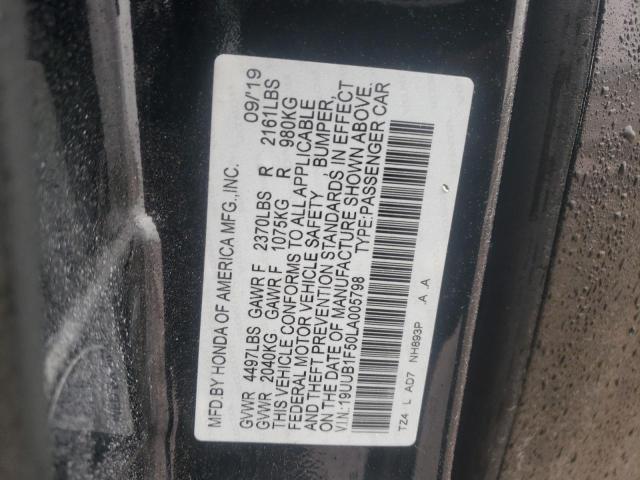 MFD.BY HONDA OF AMERICA MFG.,INC. 09/'19
GVWR 4497LBS GAWR F 2370LBS R 2161LBS
GVWR 2040KG GAWR F 1075KG R 980KG
THIS VEHICLE CONFORMS TO ALL APPLICABLE
FEDERAL MOTOR VEHICLE SAFETY BUMPER,
AND THEFT PREVENTION STANDARDS, IN EFFECT
ON THE DATE OF MANUFACTURE SHOWN ABOVE.
V.I.N.:19UUB1F50LA005798 TYPE:PASSENGER CAR
TZ4 L AD7 NH893P A A